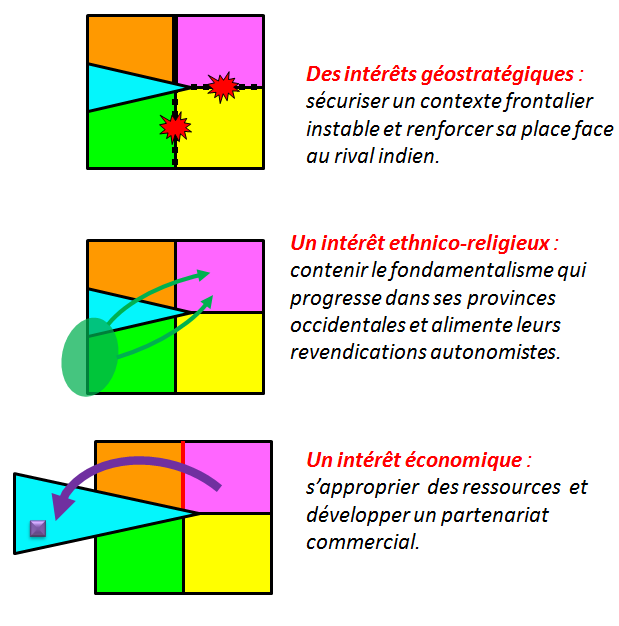 Des intérêts géostratégiques :
sécuriser un contexte frontalier
instable et renforcer sa place face
au rival indien.
Un intérêt ethnico-religieux :
contenir le fondamentalisme qui
progresse dans ses provinces
occidentales et alimente leurs
revendications autonomistes.
Un intérêt économique :
s’approprier des ressources et
développer un partenariat
commercial.